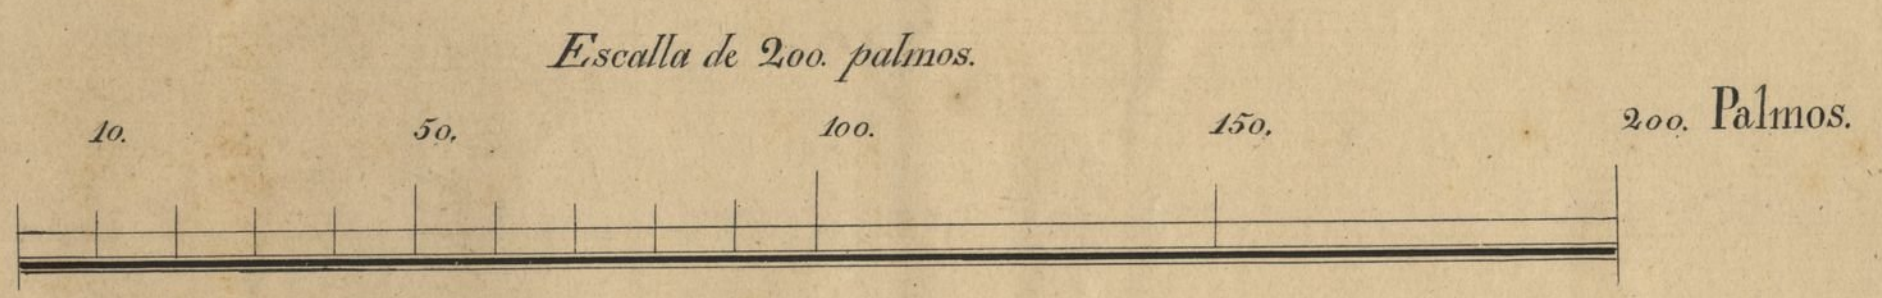 Escalla de 200. palmos.
10. 50. 100. 150. 200. Palmos.